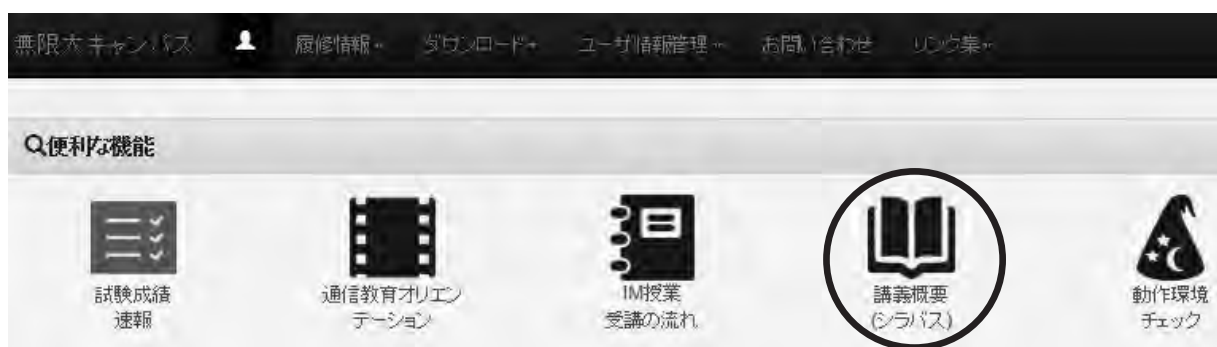 無限大キャンパス 履修情報 ダウンロード ユーザ情報管理 お問い合わせ リンク集
便利な機能
試験成績
速報
通信教育オリエン
テーション
IM授業
受講の流れ
講義概要
(シラバス)
動作環境
チェック